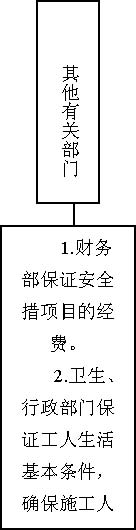 其他有关部门
1.财务
部保证安全
措项目的经
费。
2.卫生、
行政部门保
证工人生活
基本条件，
确保施工人